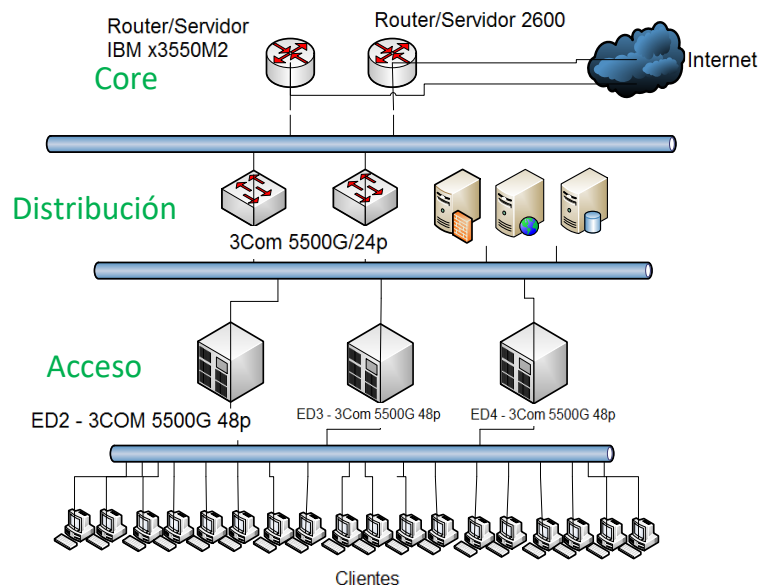 Router/Servidor
IBM x3550M2
Router/Servidor 2600
Core
Internet
Distribución
3Com 5500G/24p
Acceso
ED2 - 3COM 5500G 48p
ED3 - 3Com 5500G 48p
ED4 - 3Com 5500G 48p
Clientes